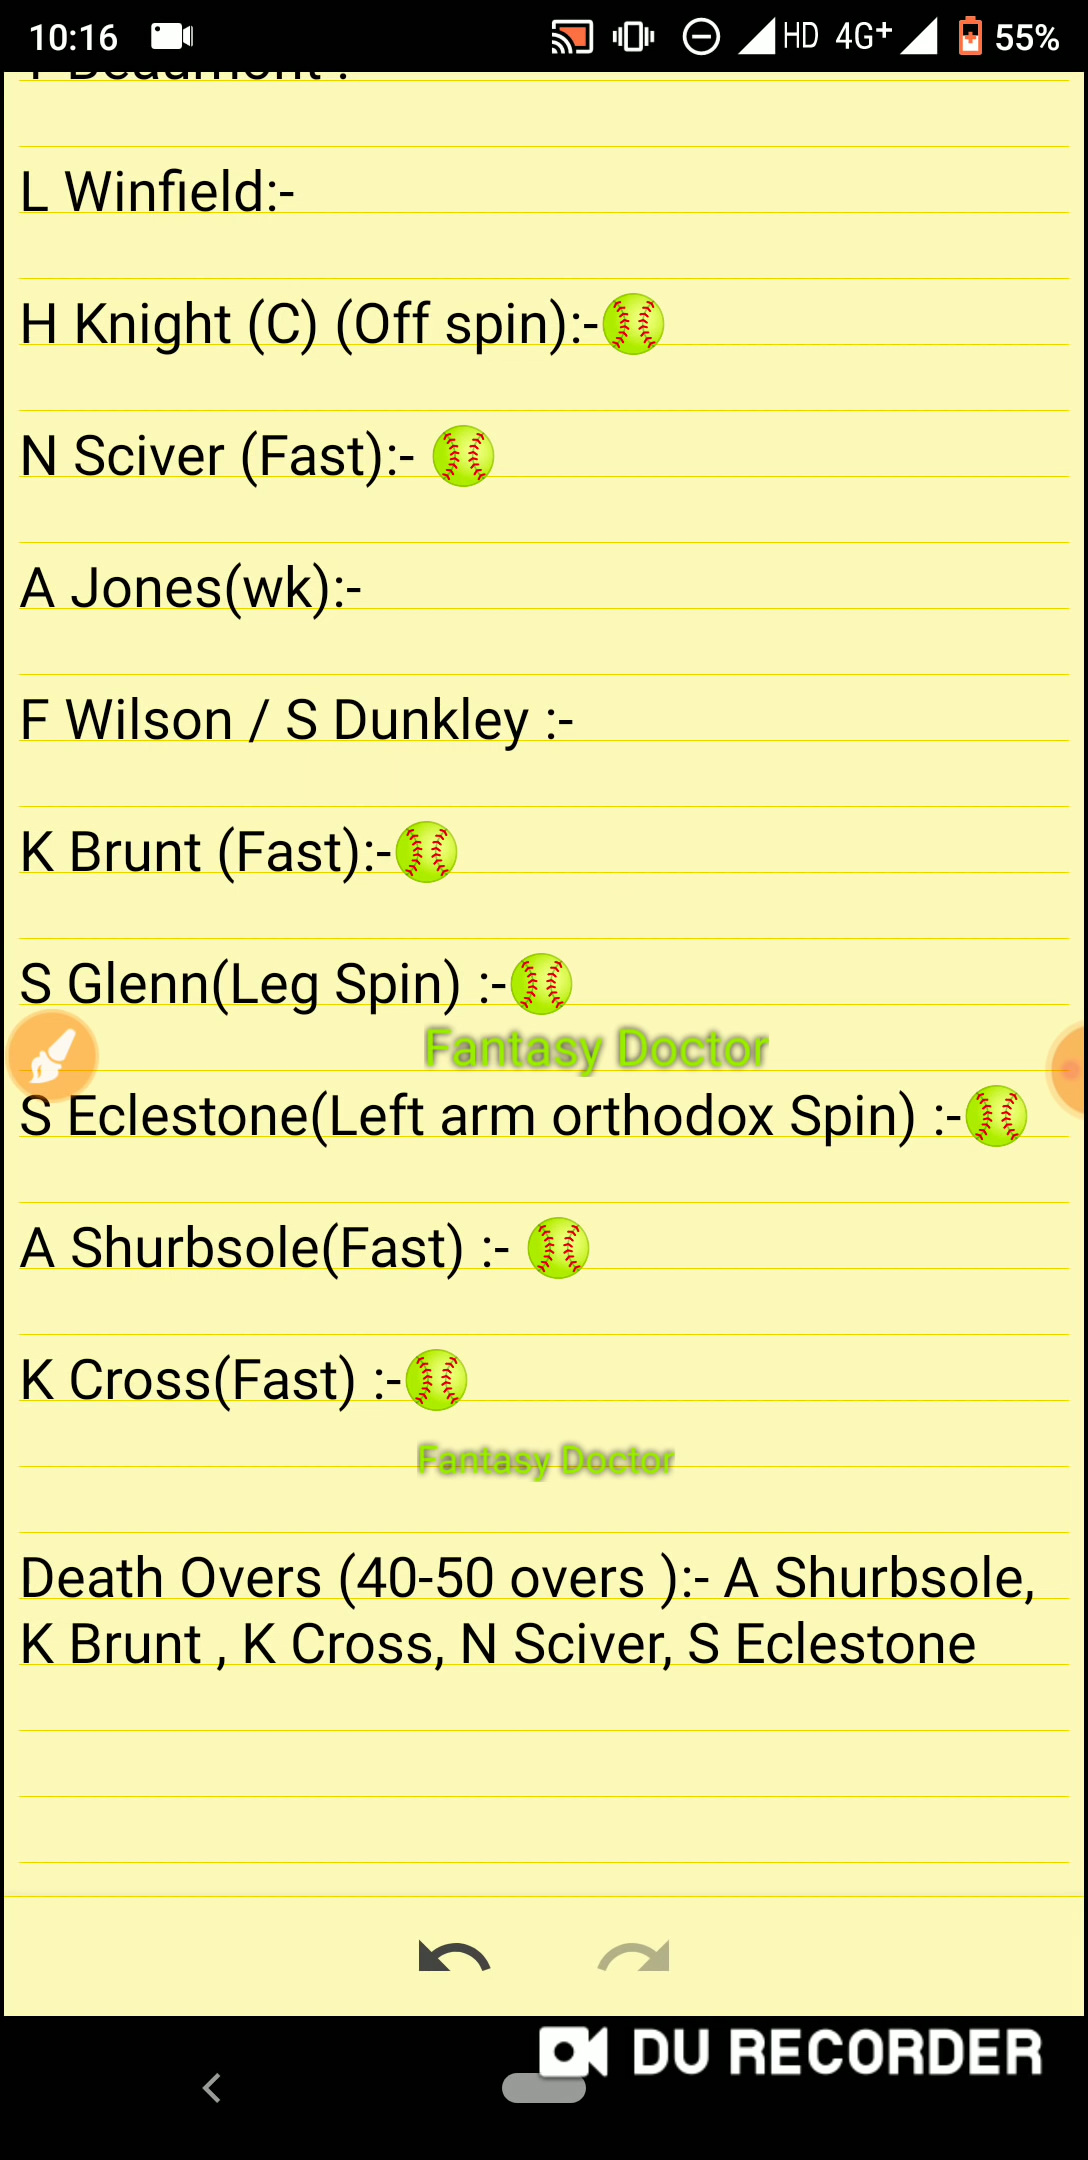 10:16 HD 4G+ 55%
T Beaumont :-
L Winfield:-
H Knight (C) (Off spin):-🥎
N Sciver (Fast):- 🥎
A Jones(wk):-
F Wilson / S Dunkley :-
K Brunt (Fast):-🥎
S Glenn(Leg Spin) :-🥎
Fantasy Doctor
S Eclestone(Left arm orthodox Spin) :-🥎
A Shurbsole(Fast) :- 🥎
K Cross(Fast) :-🥎
Fantasy Doctor
Death Overs (40-50 overs ):- A Shurbsole,
K Brunt , K Cross, N Sciver, S Eclestone
DU RECORDER